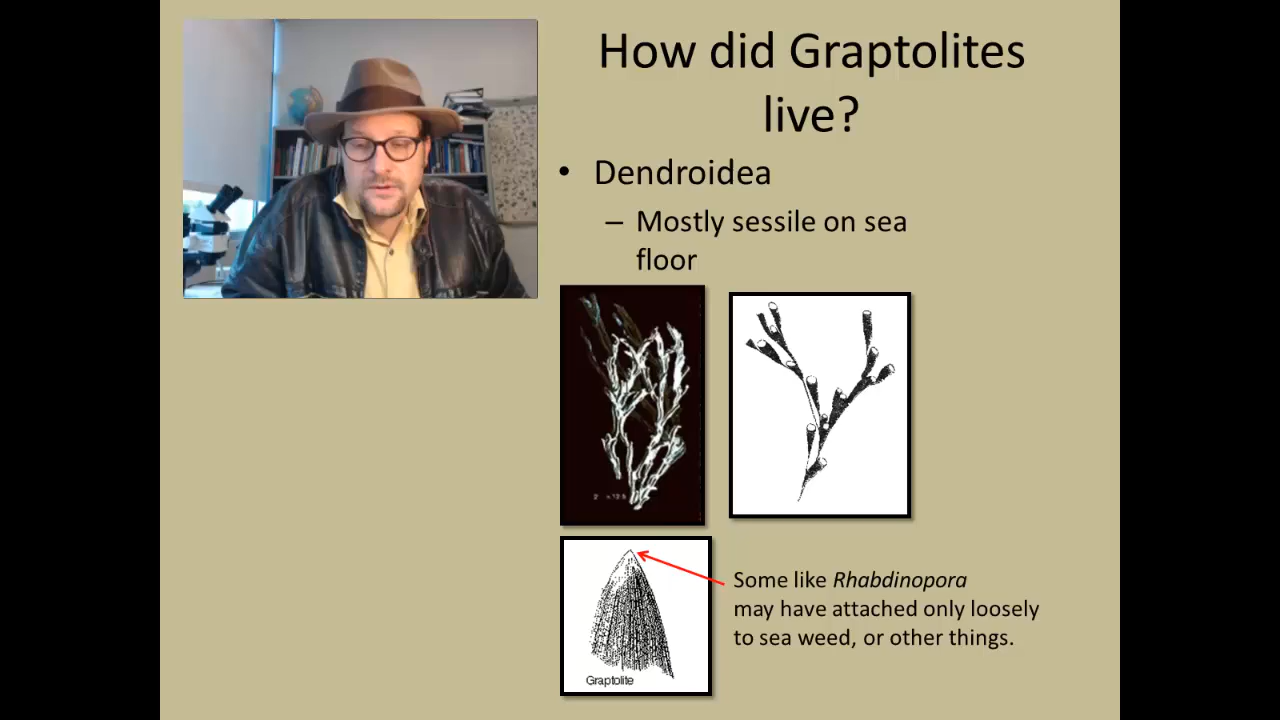 How did Graptolites
live?
• Dendroidea
– Mostly sessile on sea
floor
Graptolite
Some like Rhabdinopora
may have attached only loosely
to sea weed, or other things.